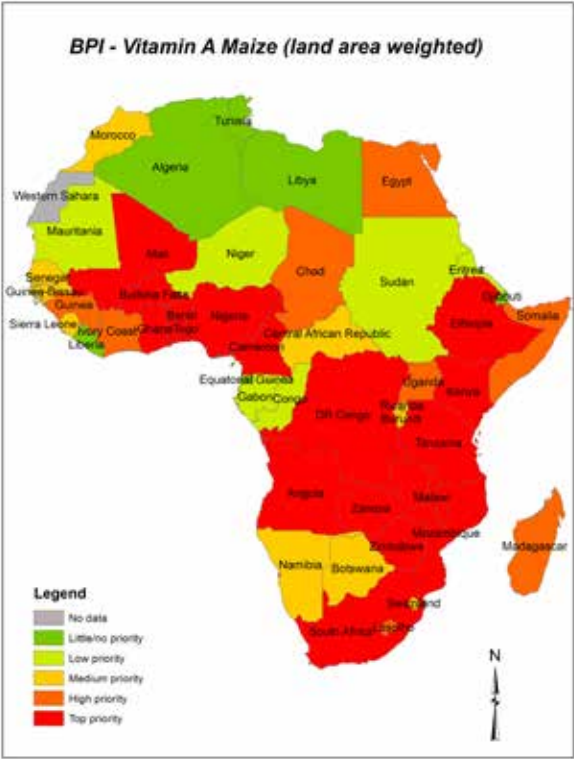 BPI - Vitamin A Maize (land area weighted)
Tunisia
Morocco
Algeria
Libya
Egypt
Western Sahara
Mauritania
Mali
Niger
Chad
Sudan
Eritrea
Senegal
Guinea-Bissau
Guinea
Burkina Faso
Djibouti
Benin
Nigeria
Somalia
Sierra Leone
Ivory Coast
Ghana
Togo
Ethiopia
Liberia
Central African Republic
Cameroon
Equatorial Guinea
Uganda
Gabon
Congo
Kenya
Rwanda
DR Congo
Burundi
Tanzania
Angola
Malawi
Zambia
Mozambique
Zimbabwe
Madagascar
Namibia
Botswana
Swaziland
South Africa
Lesotho
Legend
No data
Little/no priority
Low priority
Medium priority
High priority
Top priority
N